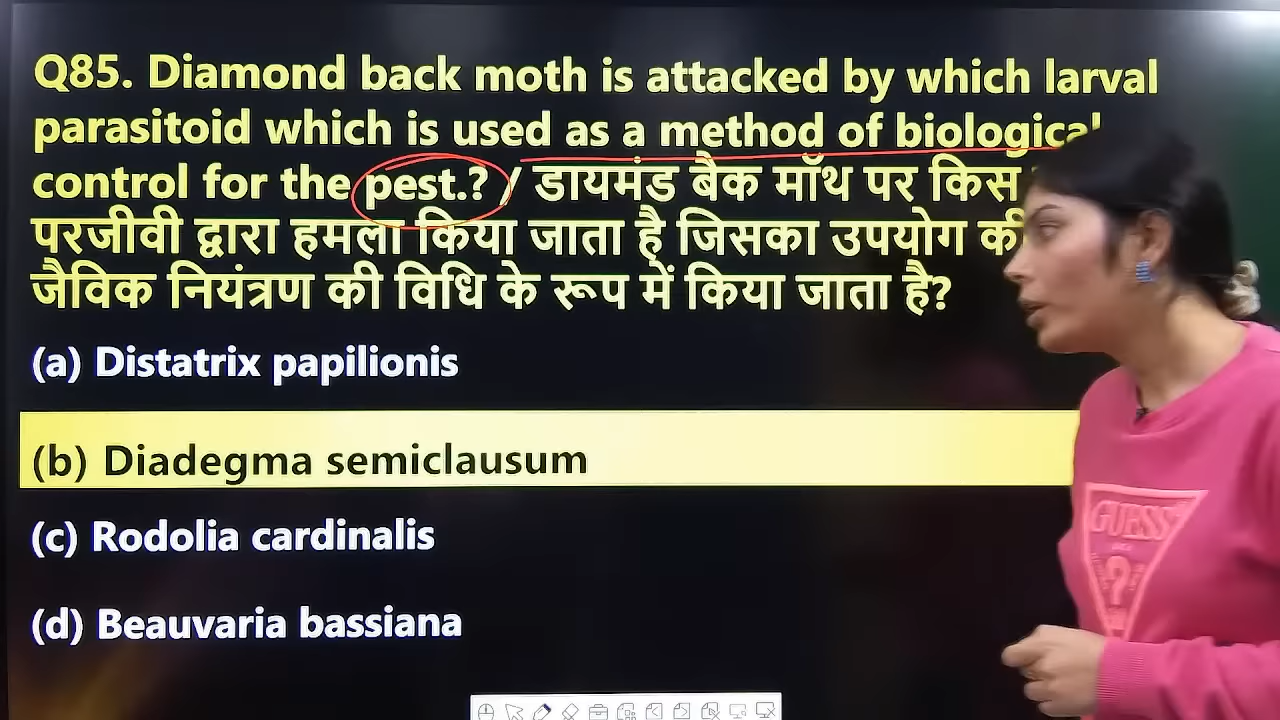 Q85. Diamond back moth is attacked by which larval
parasitoid which is used as a method of biological
control for the pest.? / डायमंड बैक मॉथ पर किस
परजीवी द्वारा हमला किया जाता है जिसका उपयोग की
जैविक नियंत्रण की विधि के रूप में किया जाता है?
(a) Distatrix papilionis
(b) Diadegma semiclausum
(c) Rodolia cardinalis
(d) Beauvaria bassiana
GUESS
?